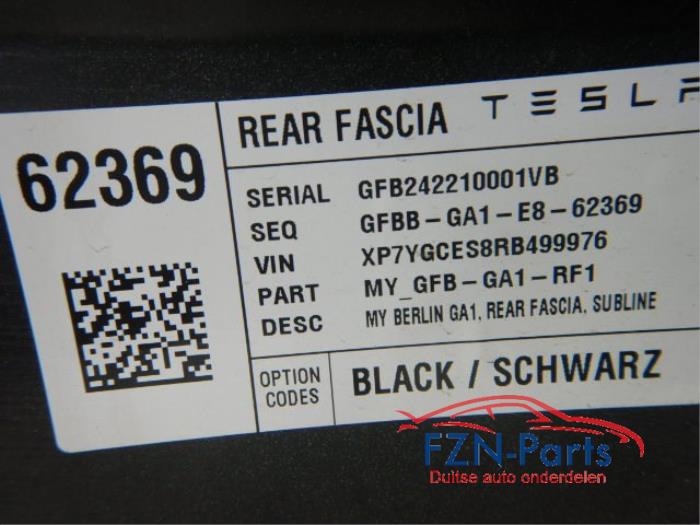 62369
REAR FASCIA TESLA
SERIAL GFB242210001VB
SEQ GFBB-GA1-E8-62369
VIN XP7YGCES8RB499976
PART MY_GFB-GA1-RF1
DESC MY BERLIN GA1, REAR FASCIA, SUBLINE
OPTION CODES BLACK / SCHWARZ
FZN-Parts
Duitse auto onderdelen